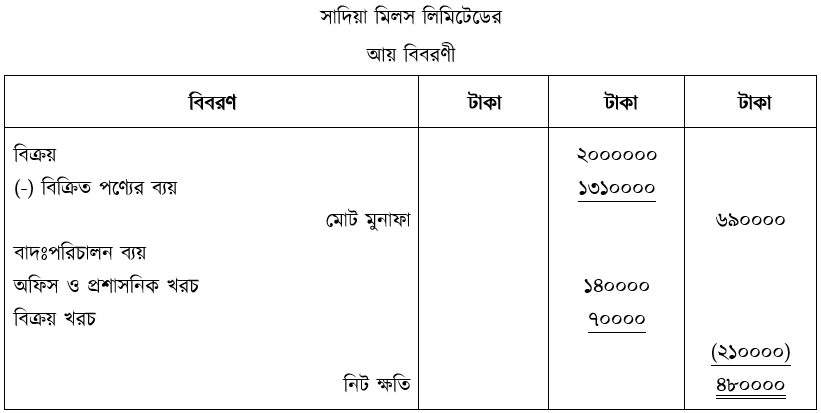 সাদিয়া মিলস লিমিটেডের
আয় বিবরণী
বিবরণ টাকা টাকা টাকা
বিক্রয় ২০০০০০০
(-) বিক্রিত পণ্যের ব্যয় ১৩১০০০০
মোট মুনাফা ৬৯০০০০
বাদঃপরিচালন ব্যয়
অফিস ও প্রশাসনিক খরচ ১৪০০০০
বিক্রয় খরচ ৭০০০০
(২১০০০০)
নিট ক্ষতি ৪৮০০০০